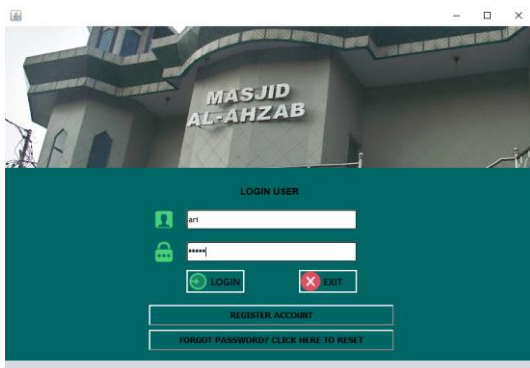 MASJID
AL-AHZAB
LOGIN USER
ari
*****
LOGIN
EXIT
REGISTER ACCOUNT
FORGOT PASSWORD? CLICK HERE TO RESET